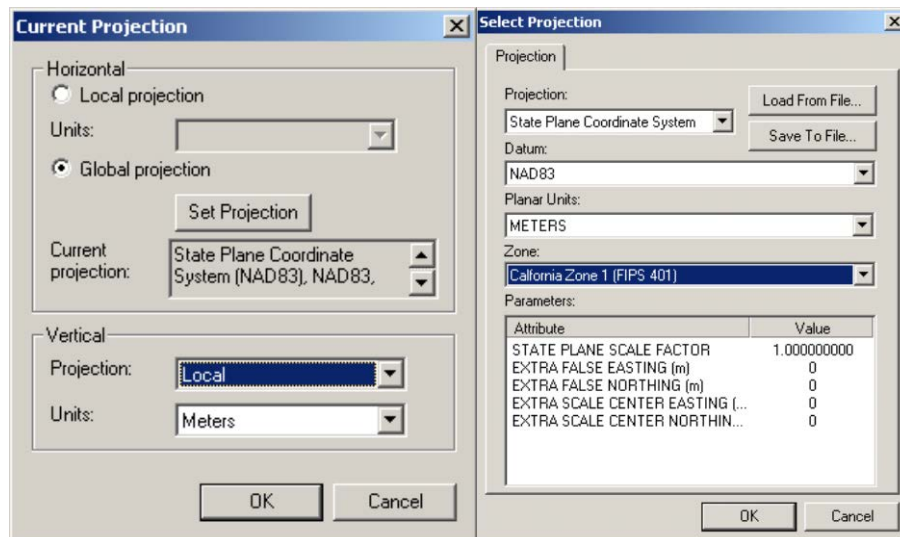 Current Projection
Horizontal
Local projection
Units:
Global projection
Set Projection
Current
projection:
State Plane Coordinate
System (NAD83), NAD83,
Vertical
Projection:
Local
Units:
Meters
OK
Cancel
Select Projection
Projection
Projection:
State Plane Coordinate System
Load From File...
Save To File...
Datum:
NAD83
Planar Units:
METERS
Zone:
Calfornia Zone 1 (FIPS 401)
Parameters:
Attribute Value
STATE PLANE SCALE FACTOR 1.000000000
EXTRA FALSE EASTING (m) 0
EXTRA FALSE NORTHING (m) 0
EXTRA SCALE CENTER EASTING (... 0
EXTRA SCALE CENTER NORTHIN... 0
OK
Cancel